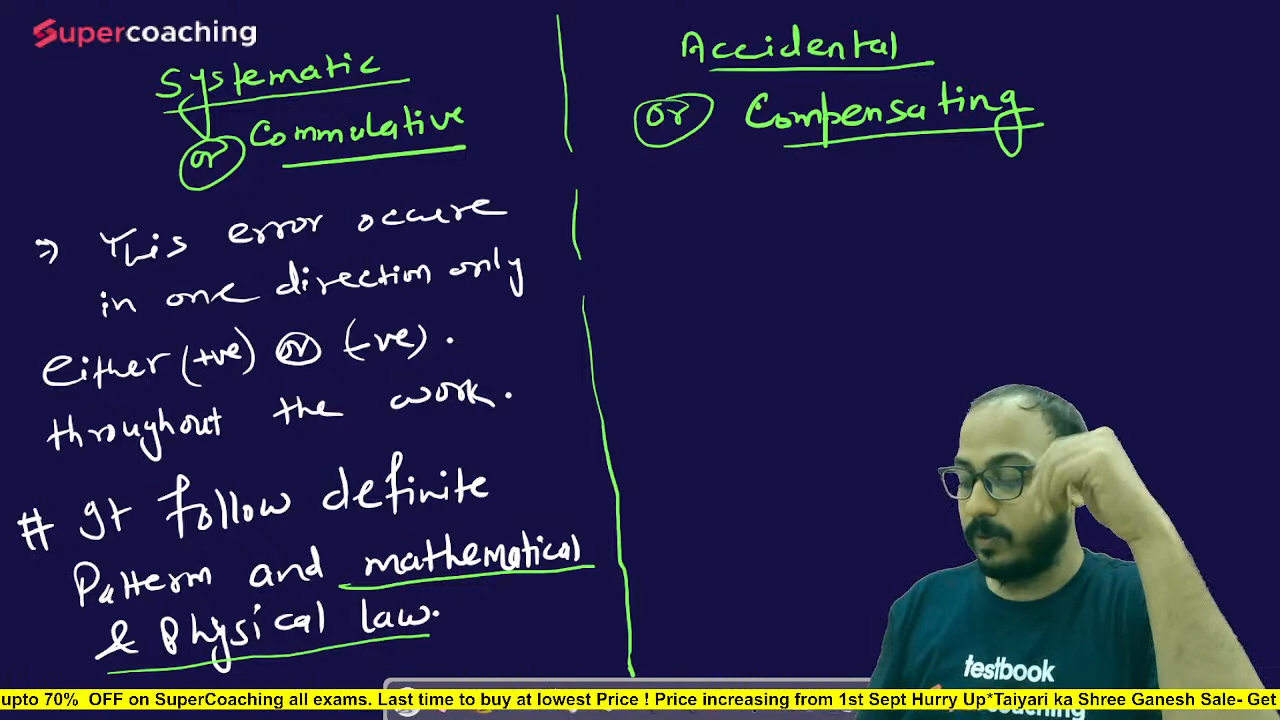 Supercoaching
Systematic
or Commulative
⇒ This error occure
in one direction only
either (+ve) or (-ve).
throughout the work.
# It follow definite
Patterm and mathematical
& Physical law.
Accidental
or Compensating
testbook
coaching
upto 70% OFF on SuperCoaching all exams. Last time to buy at lowest Price ! Price increasing from 1st Sept Hurry Up*Taiyari ka Shree Ganesh Sale- Get